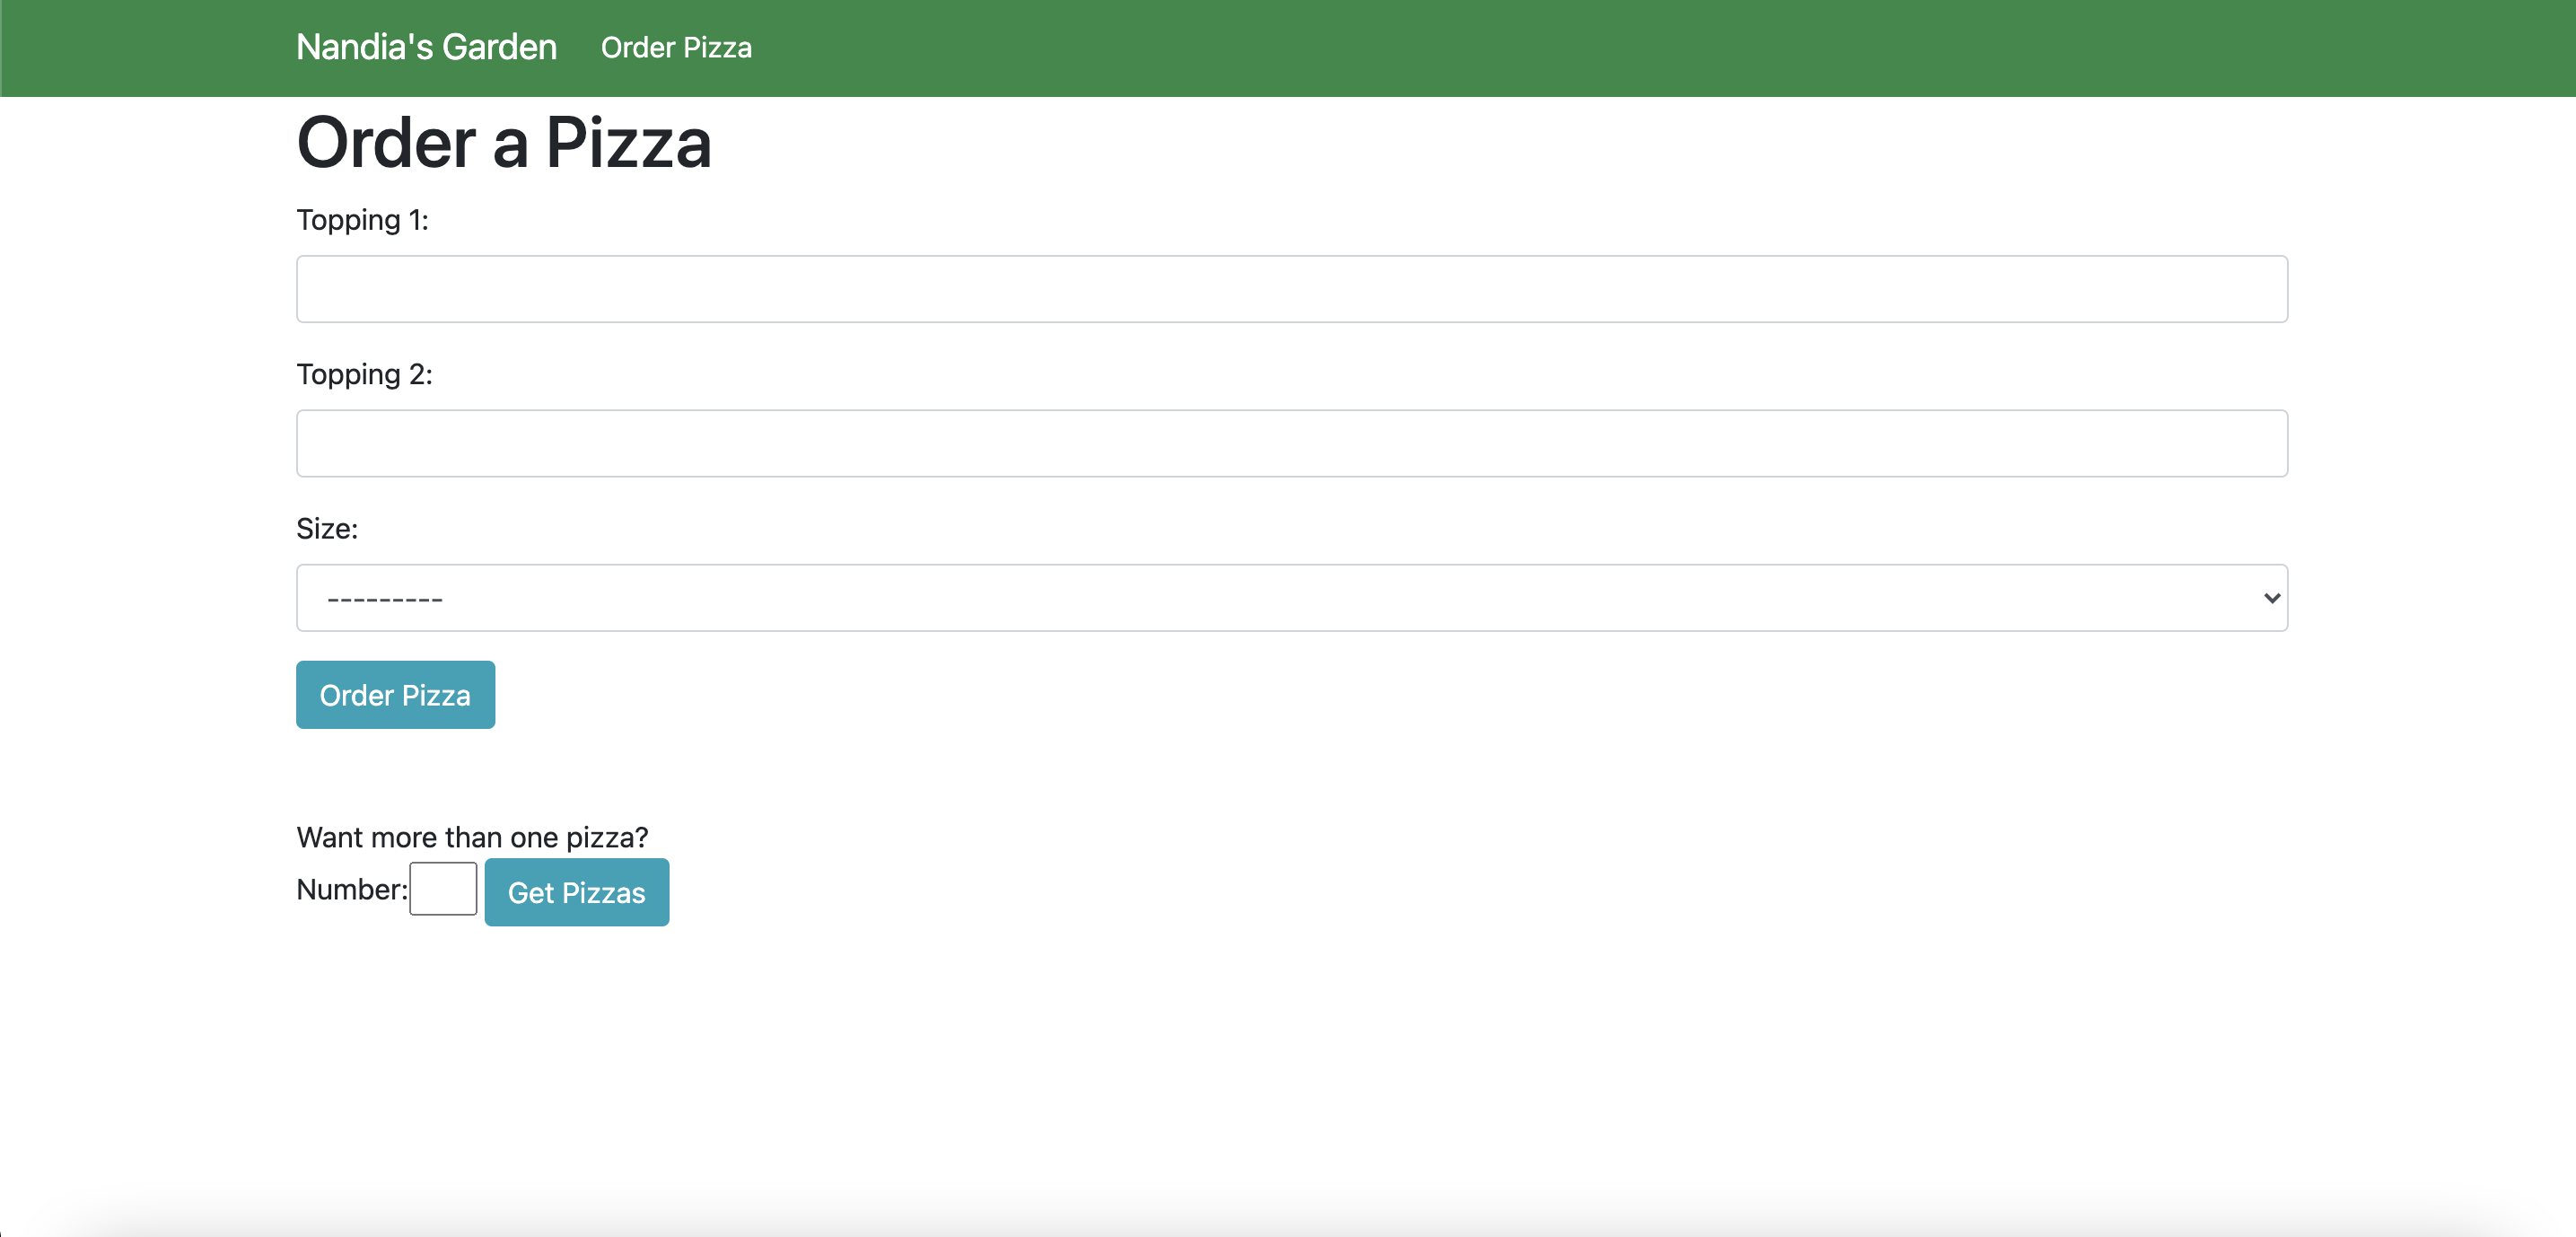 Nandia's Garden Order Pizza
Order a Pizza
Topping 1:
Topping 2:
Size:
---------
Order Pizza
Want more than one pizza?
Number: Get Pizzas